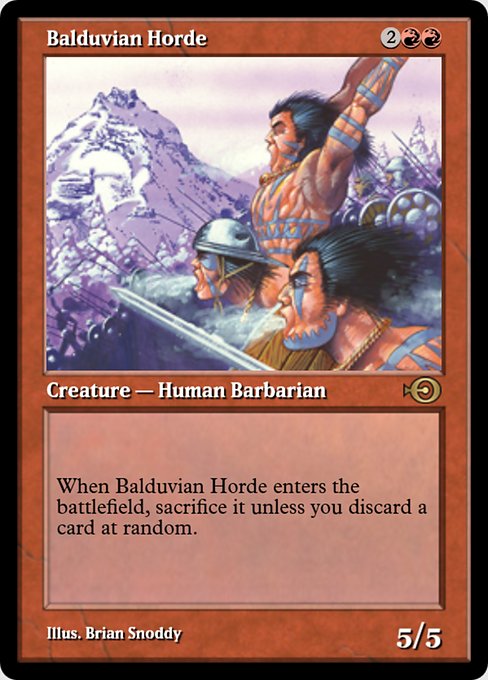 Balduvian Horde 2
Creature — Human Barbarian
When Balduvian Horde enters the
battlefield, sacrifice it unless you discard a
card at random.
Illus. Brian Snoddy
5/5